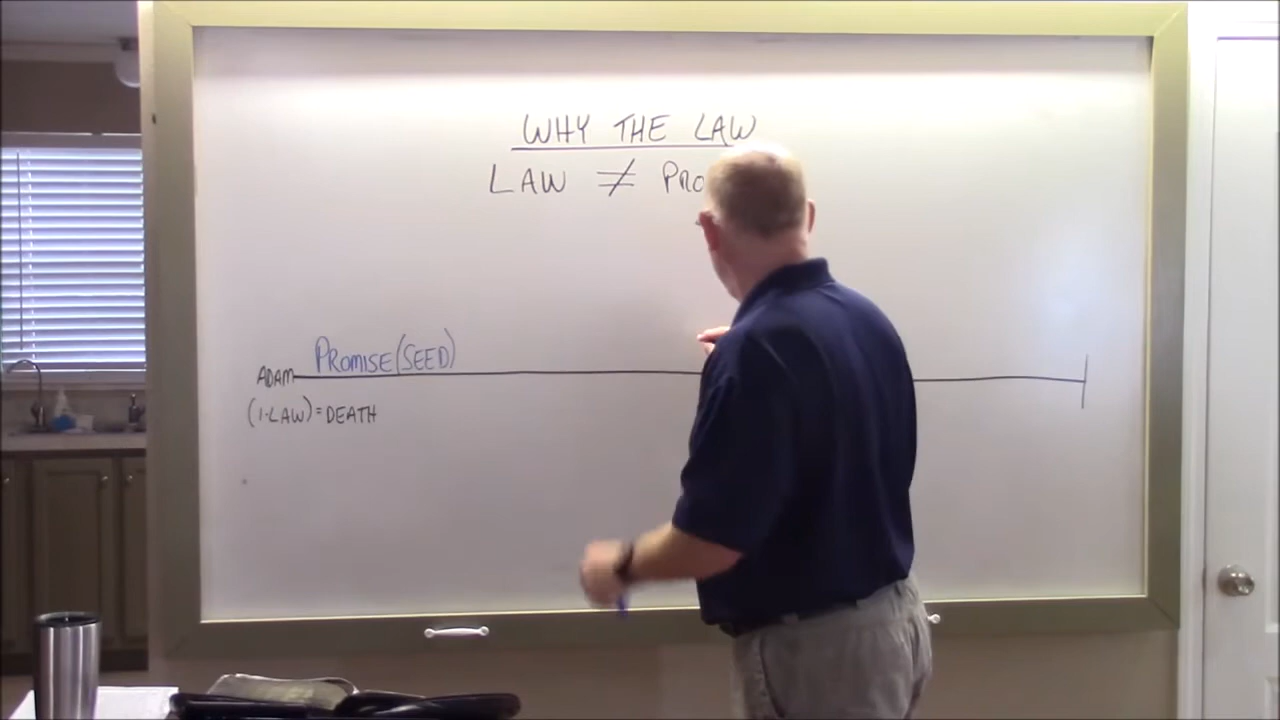 WHY THE LAW
LAW ≠ PRO
PROMISE (SEED)
ADAM
(1-LAW) = DEATH